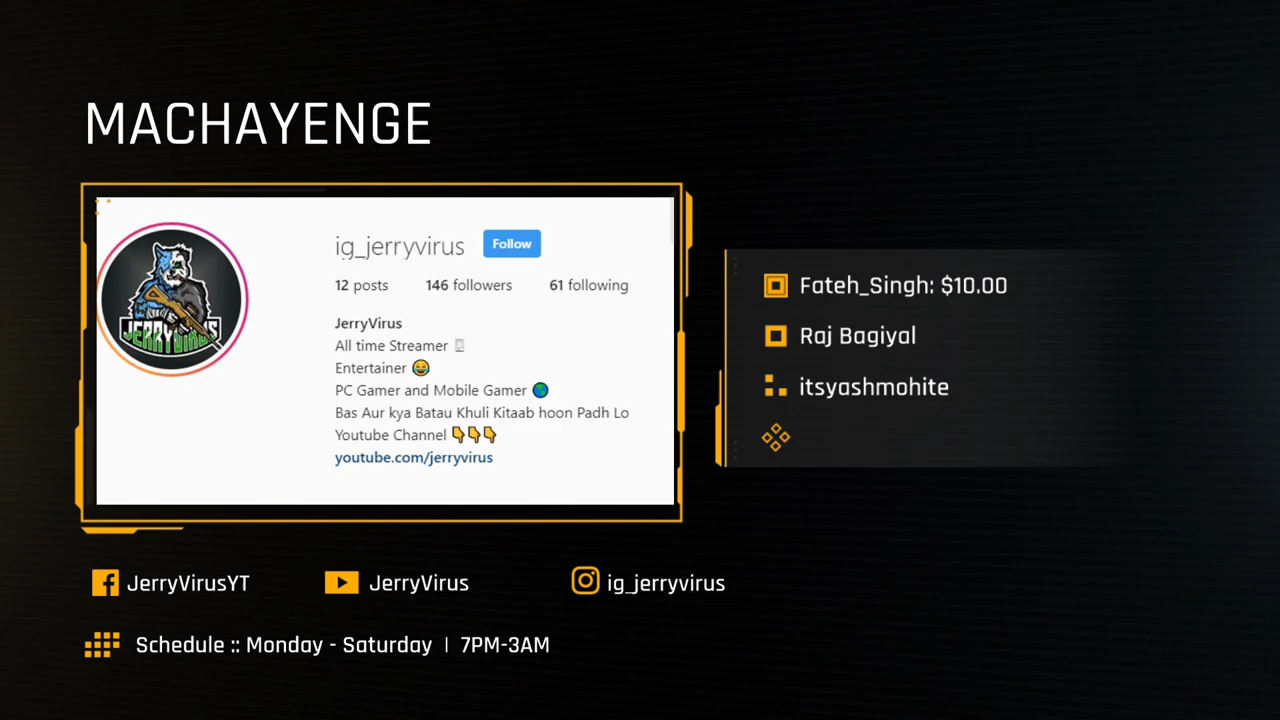 MACHAYENGE
ig_jerryvirus Follow
12 posts 146 followers 61 following
JerryVirus
All time Streamer
Entertainer 😂
PC Gamer and Mobile Gamer 🌍
Bas Aur kya Batau Khuli Kitaab hoon Padh Lo
Youtube Channel 👇👇👇
youtube.com/jerryvirus
JERRYVIRUS
Fateh_Singh: $10.00
Raj Bagiyal
itsyashmohite
JerryVirusYT JerryVirus ig_jerryvirus
Schedule :: Monday - Saturday | 7PM-3AM